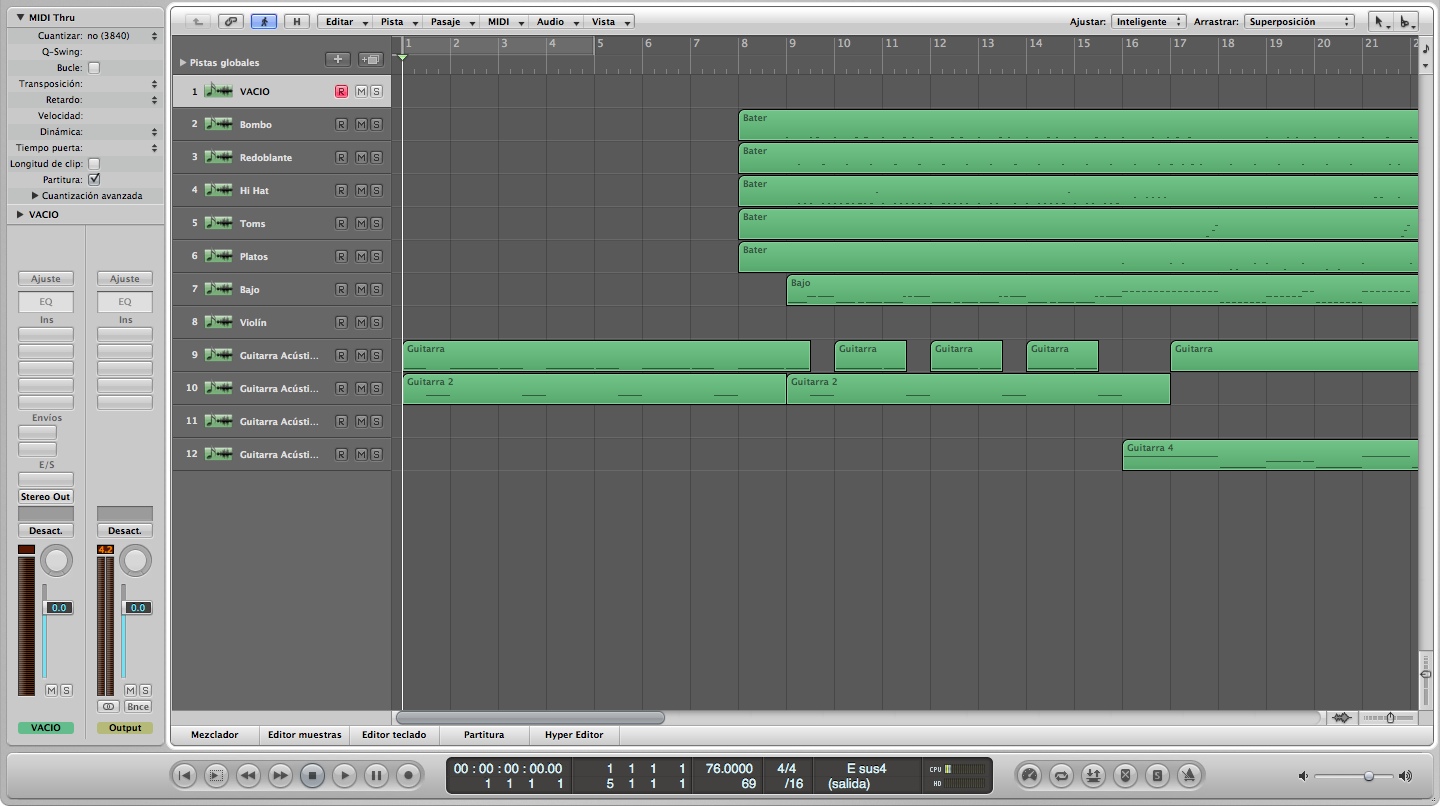 MIDI Thru
Cuantizar: no (3840)
Q-Swing:
Bucle:
Transposición:
Retardo:
Velocidad:
Dinámica:
Tiempo puerta:
Longitud de clip:
Partitura:
Cuantización avanzada
VACIO
Ajuste Ajuste
EQ EQ
Ins Ins
Envíos
E/S
Stereo Out
Desact. Desact.
4.2
0.0 0.0
M S M S
Bnce
VACIO Output
H Editar Pista Pasaje MIDI Audio Vista Ajustar: Inteligente Arrastrar: Superposición
1 2 3 4 5 6 7 8 9 10 11 12 13 14 15 16 17 18 19 20 21 2
Pistas globales
1 VACIO R M S
2 Bombo R M S Bater
3 Redoblante R M S Bater
4 Hi Hat R M S Bater
5 Toms R M S Bater
6 Platos R M S Bater
7 Bajo R M S Bajo
8 Violín R M S
9 Guitarra Acústi... R M S Guitarra Guitarra Guitarra Guitarra Guitarra
10 Guitarra Acústi... R M S Guitarra 2 Guitarra 2
11 Guitarra Acústi... R M S
12 Guitarra Acústi... R M S Guitarra 4
Mezclador Editor muestras Editor teclado Partitura Hyper Editor
00 : 00 : 00 : 00.00 1 1 1 1 76.0000 4/4 E sus4 CPU
1 1 1 1 5 1 1 1 69 /16 (salida) HD
S